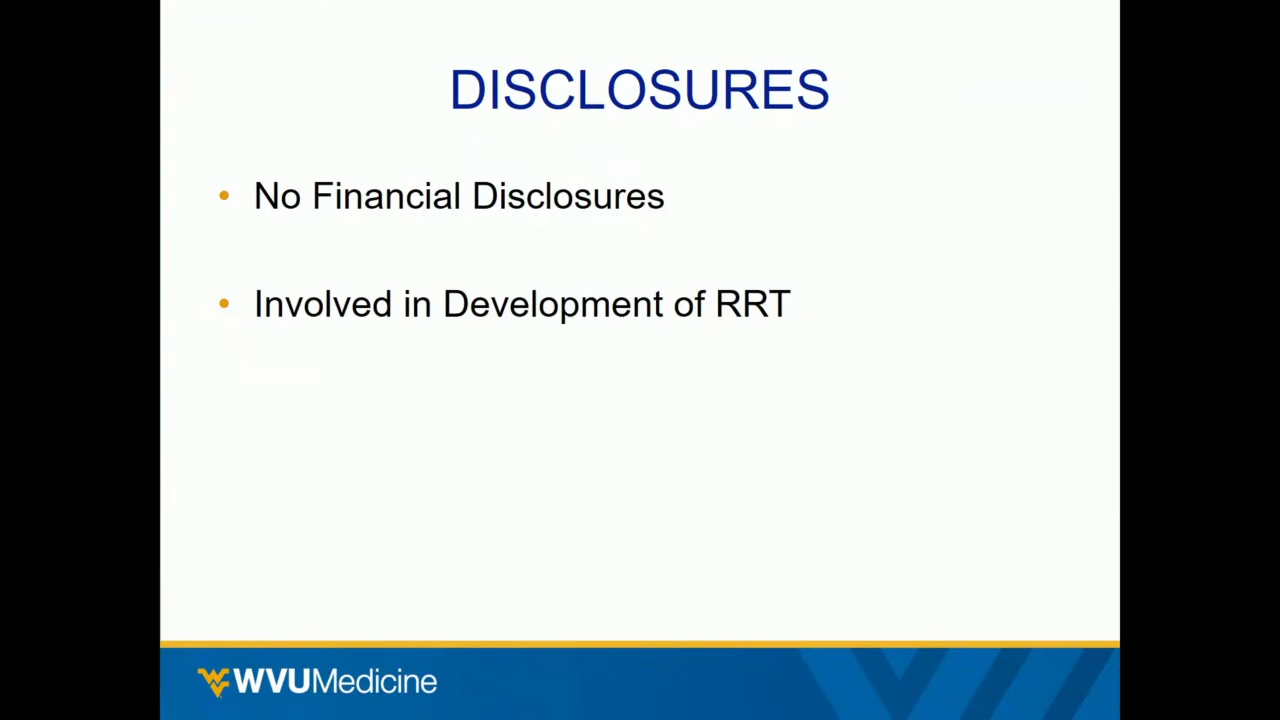 DISCLOSURES
• No Financial Disclosures
• Involved in Development of RRT
WVUMedicine